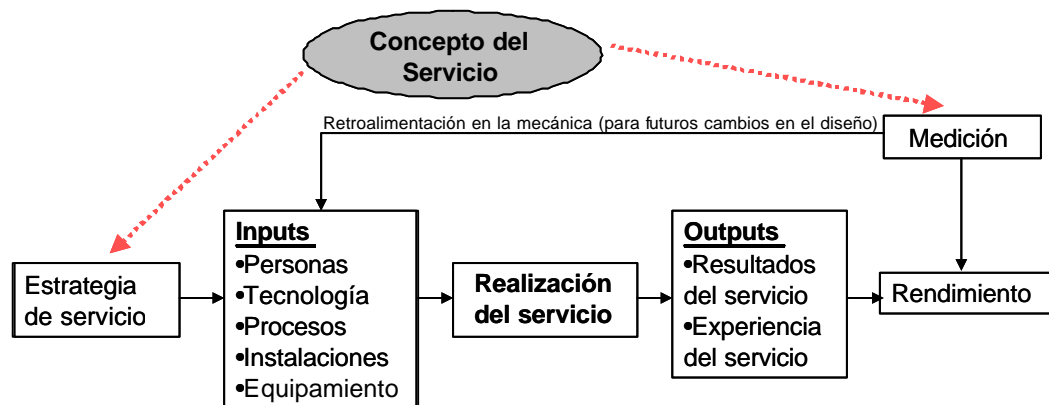 Concepto del
Servicio
Retroalimentación en la mecánica (para futuros cambios en el diseño)
Medición
Estrategia
de servicio
Inputs
•Personas
•Tecnología
•Procesos
•Instalaciones
•Equipamiento
Realización
del servicio
Outputs
•Resultados
del servicio
•Experiencia
del servicio
Rendimiento